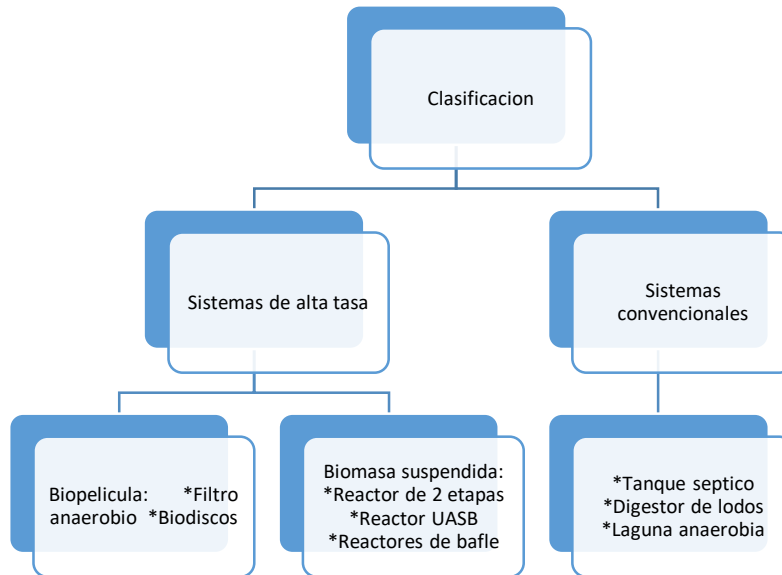 Clasificacion
Sistemas de alta tasa
Sistemas
convencionales
Biopelicula: *Filtro
anaerobio *Biodiscos
Biomasa suspendida:
*Reactor de 2 etapas
*Reactor UASB
*Reactores de bafle
*Tanque septico
*Digestor de lodos
*Laguna anaerobia